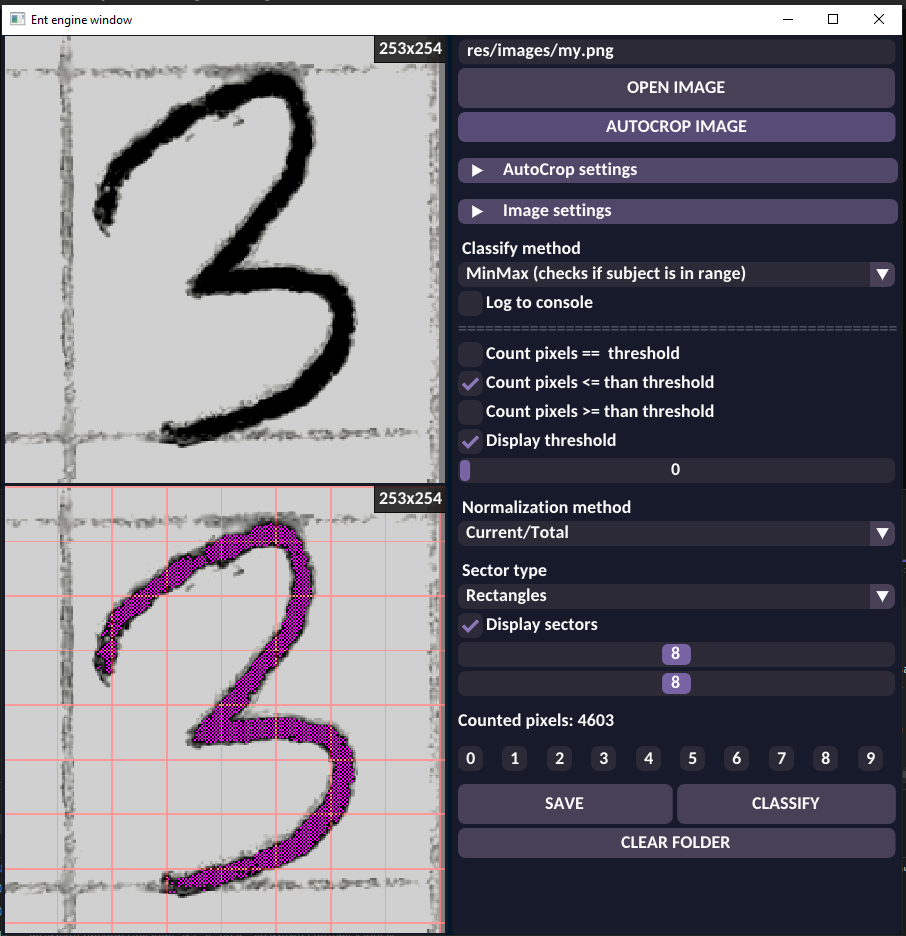 Ent engine window
253x254
3
253x254
3
res/images/my.png
OPEN IMAGE
AUTOCROP IMAGE
AutoCrop settings
Image settings
Classify method
MinMax (checks if subject is in range)
Log to console
================================================
Count pixels ==  threshold
Count pixels <= than threshold
Count pixels >= than threshold
Display threshold
0
Normalization method
Current/Total
Sector type
Rectangles
Display sectors
8
8
Counted pixels: 4603
0 1 2 3 4 5 6 7 8 9
SAVE CLASSIFY
CLEAR FOLDER